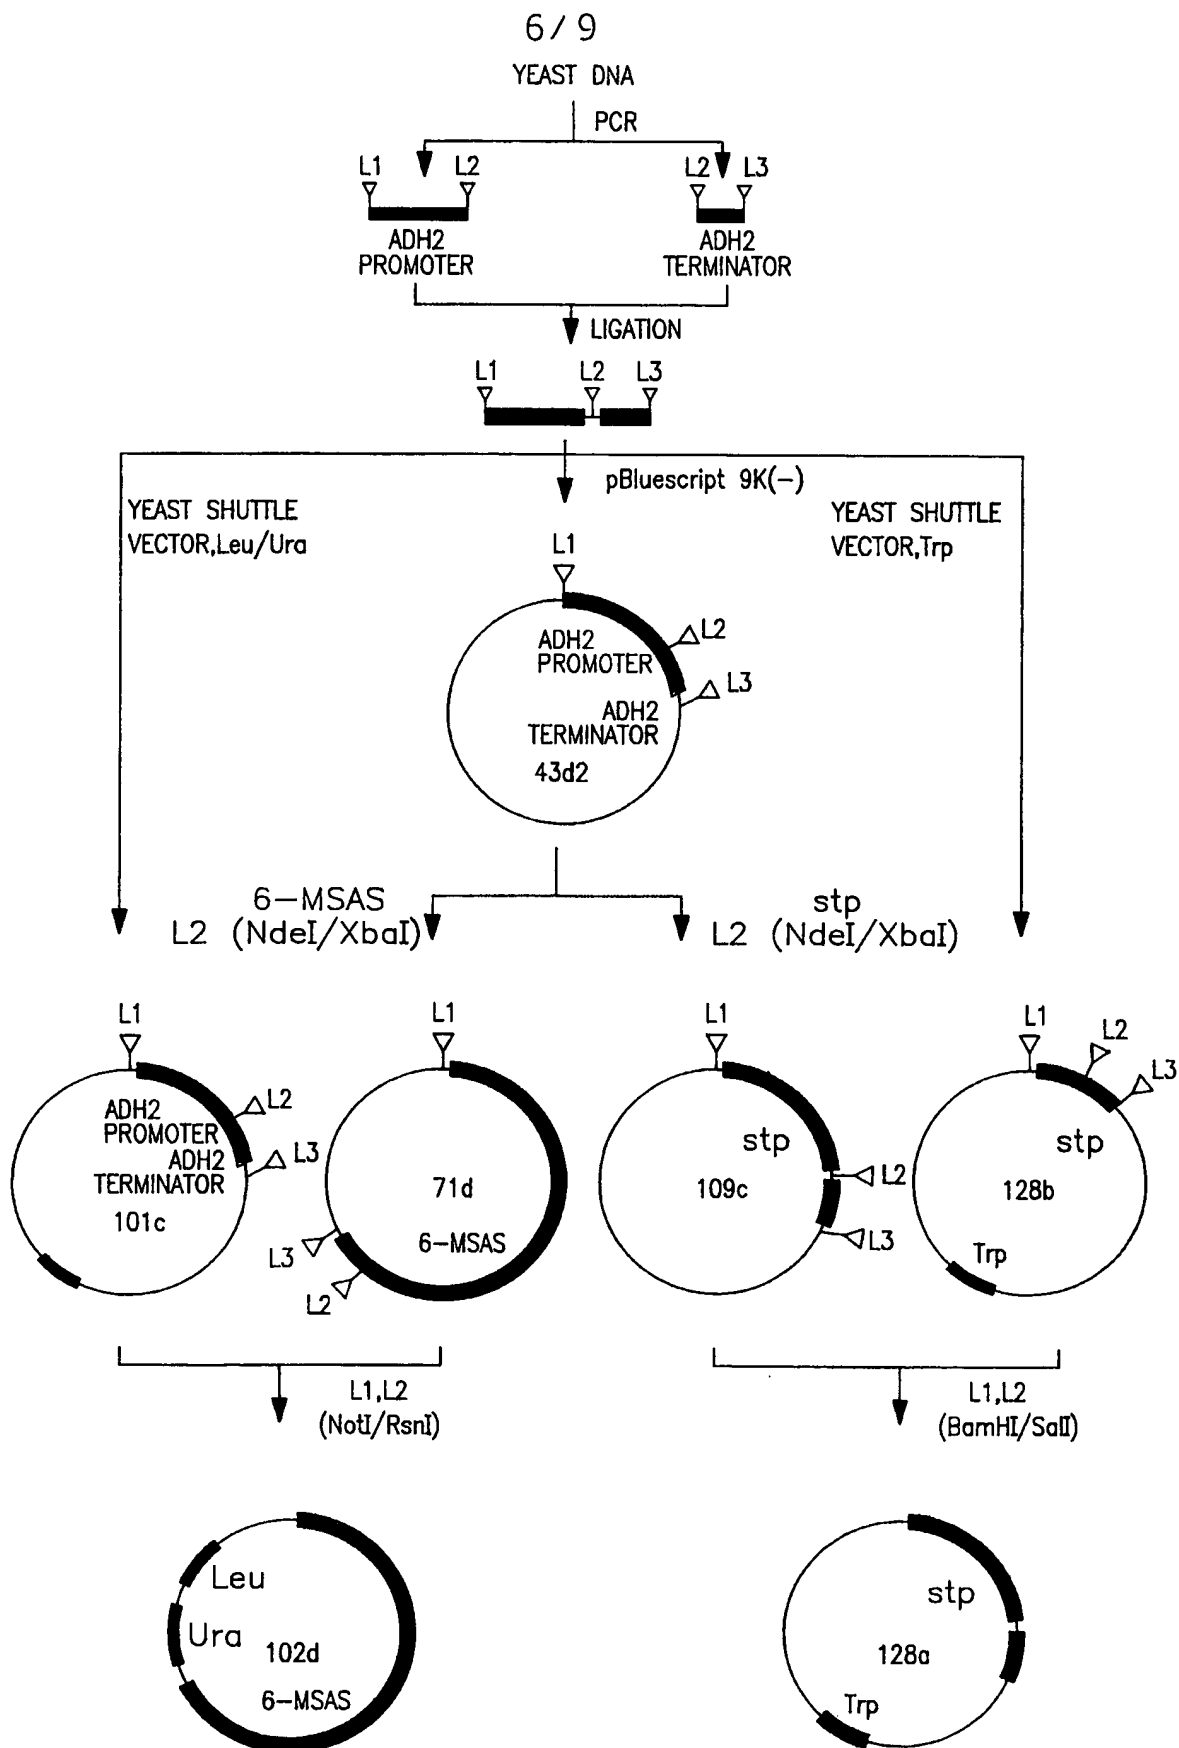 6/9
YEAST DNA
PCR
L1 L2 L2 L3
ADH2
PROMOTER
ADH2
TERMINATOR
LIGATION
L1 L2 L3
pBluescript 9K(-)
YEAST SHUTTLE
VECTOR,Leu/Ura
YEAST SHUTTLE
VECTOR,Trp
L1
L2
L3
ADH2
PROMOTER
ADH2
TERMINATOR
43d2
6-MSAS
L2 (NdeI/XbaI)
stp
L2 (NdeI/XbaI)
L1
ADH2
PROMOTER
L2
ADH2
TERMINATOR
L3
101c
L1
71d
6-MSAS
L3
L2
L1
stp
109c
L2
L3
L1
L2
L3
stp
128b
Trp
L1,L2
(NotI/RsnI)
L1,L2
(BamHI/SalI)
Leu
Ura
102d
6-MSAS
stp
128a
Trp